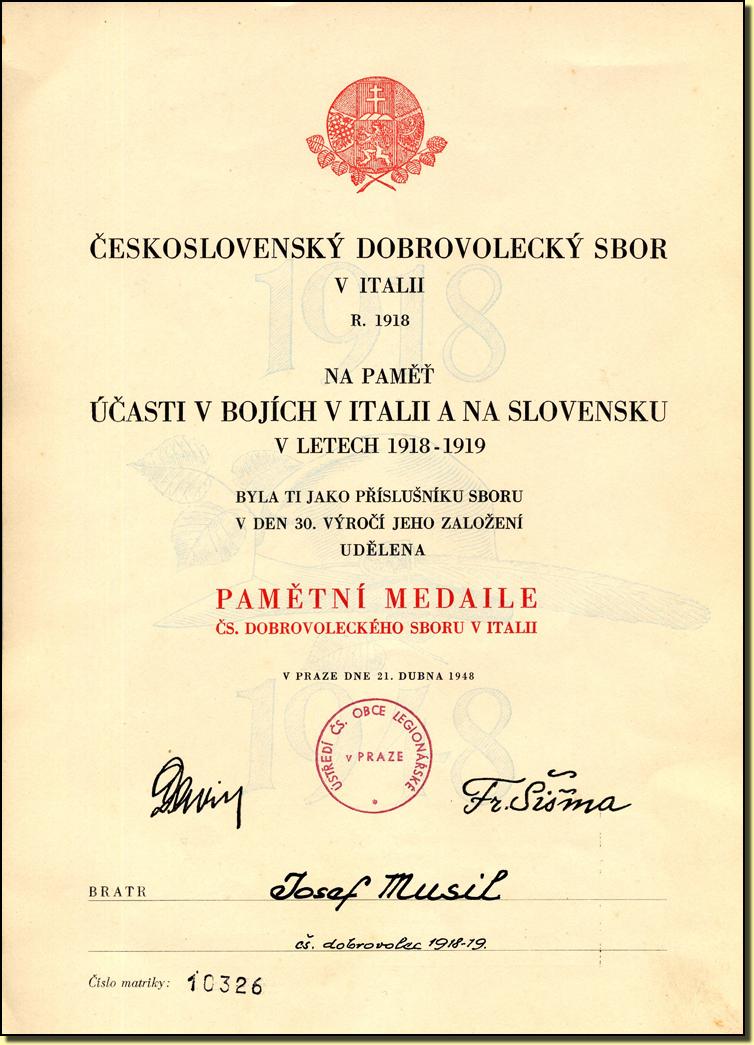 ČESKOSLOVENSKÝ DOBROVOLECKÝ SBOR
V ITALII
R. 1918
NA PAMĚŤ
ÚČASTI V BOJÍCH V ITALII A NA SLOVENSKU
V LETECH 1918-1919
BYLA TI JAKO PŘÍSLUŠNÍKU SBORU
V DEN 30. VÝROČÍ JEHO ZALOŽENÍ
UDĚLENA
PAMĚTNÍ MEDAILE
ČS. DOBROVOLECKÉHO SBORU V ITALII
V PRAZE DNE 21. DUBNA 1948
ÚSTŘEDÍ ČS. OBCE LEGIONÁŘSKÉ
V PRAZE
Fr. Šišma
BRATR Josef Musil
čs. dobrovolec 1918-19.
Číslo matriky: 10326
1918